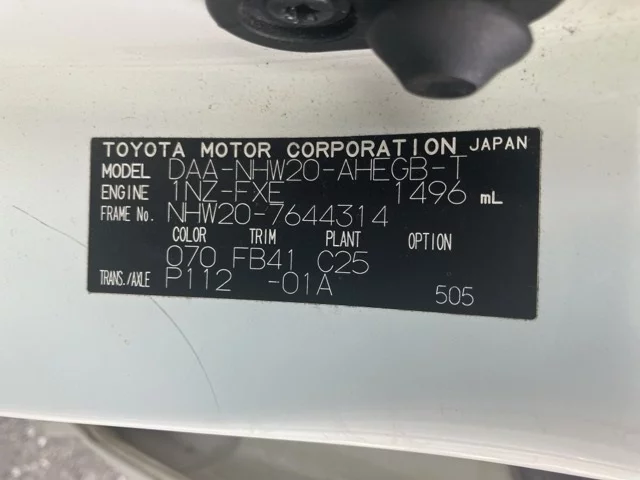 TOYOTA MOTOR CORPORATION JAPAN
MODEL DAA-NHW20-AHEGB-T
ENGINE 1NZ-FXE 1496 mL
FRAME No. NHW20-7644314
COLOR TRIM PLANT OPTION
070 FB41 C25
TRANS./AXLE P112 -01A 505